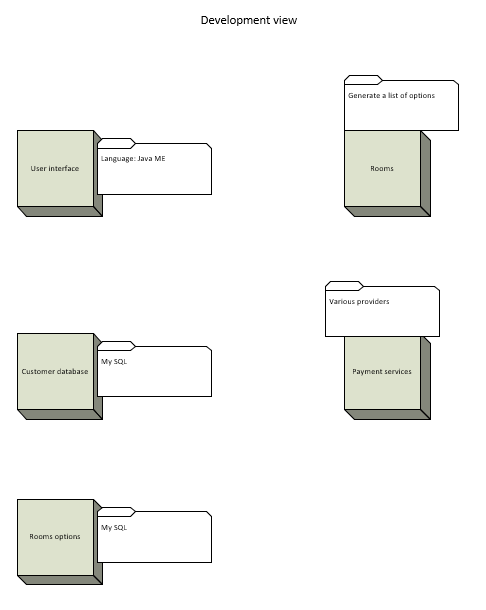 Development view
Generate a list of options
Language: Java ME
User interface
Rooms
Various providers
My SQL
Customer database
Payment services
My SQL
Rooms options